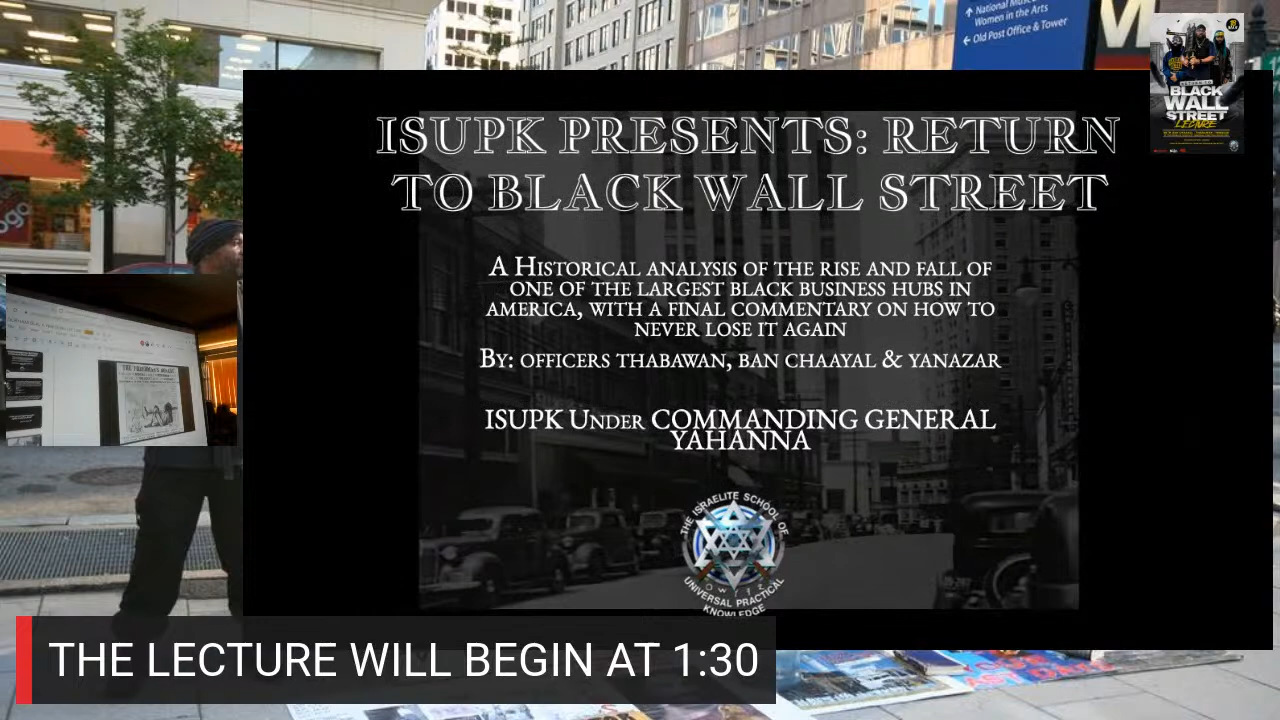 National Museum
Women in the Arts
Old Post Office & Tower
M
BLACK
WALL
STREET
LECTURE
ISUPK PRESENTS: RETURN
TO BLACK WALL STREET
A HISTORICAL ANALYSIS OF THE RISE AND FALL OF
ONE OF THE LARGEST BLACK BUSINESS HUBS IN
AMERICA, WITH A FINAL COMMENTARY ON HOW TO
NEVER LOSE IT AGAIN
BY: OFFICERS THABAWAN, BAN CHAAYAL & YANAZAR
ISUPK UNDER COMMANDING GENERAL
YAHANNA
THE ISRAELITE SCHOOL OF
UNIVERSAL PRACTICAL
KNOWLEDGE
THE LECTURE WILL BEGIN AT 1:30